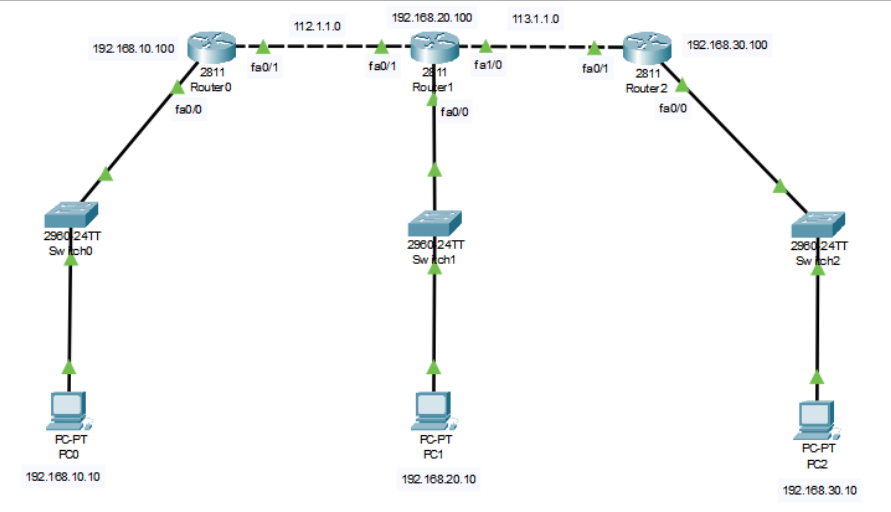 112.1.1.0
192.168.20.100
113.1.1.0
192.168.10.100
fa0/1
fa0/1
fa1/0
fa0/1
192.168.30.100
2811
Router0
2811
Router1
2811
Router2
fa0/0
fa0/0
fa0/0
2960-24TT
Switch0
2960-24TT
Switch1
2960-24TT
Switch2
PC-PT
PC0
PC-PT
PC1
PC-PT
PC2
192.168.10.10
192.168.20.10
192.168.30.10